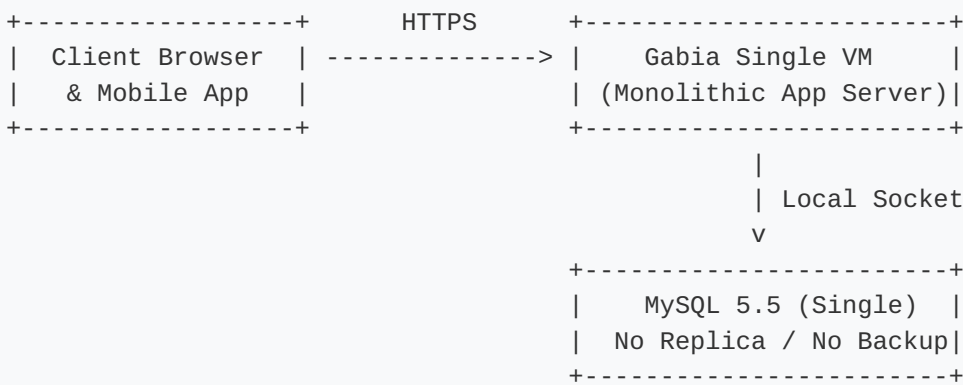 HTTPS
Client Browser
& Mobile App
Gabia Single VM
(Monolithic App Server)
Local Socket
MySQL 5.5 (Single)
No Replica / No Backup